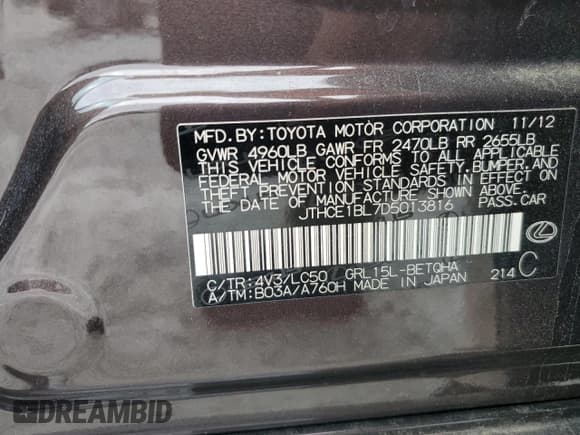 MFD. BY: TOYOTA MOTOR CORPORATION 11/12
GVWR 4960LB GAWR FR 2470LB RR 2655LB
THIS VEHICLE CONFORMS TO ALL APPLICABLE
FEDERAL MOTOR VEHICLE SAFETY, BUMPER, AND
THEFT PREVENTION STANDARDS IN EFFECT ON
THE DATE OF MANUFACTURE SHOWN ABOVE.
JTHCE1BL7D5013816 PASS. CAR
C/TR: 4V3/LC50 GRL15L-BETQHA
A/TM: B03A/A760H MADE IN JAPAN 214 C
DREAMBID